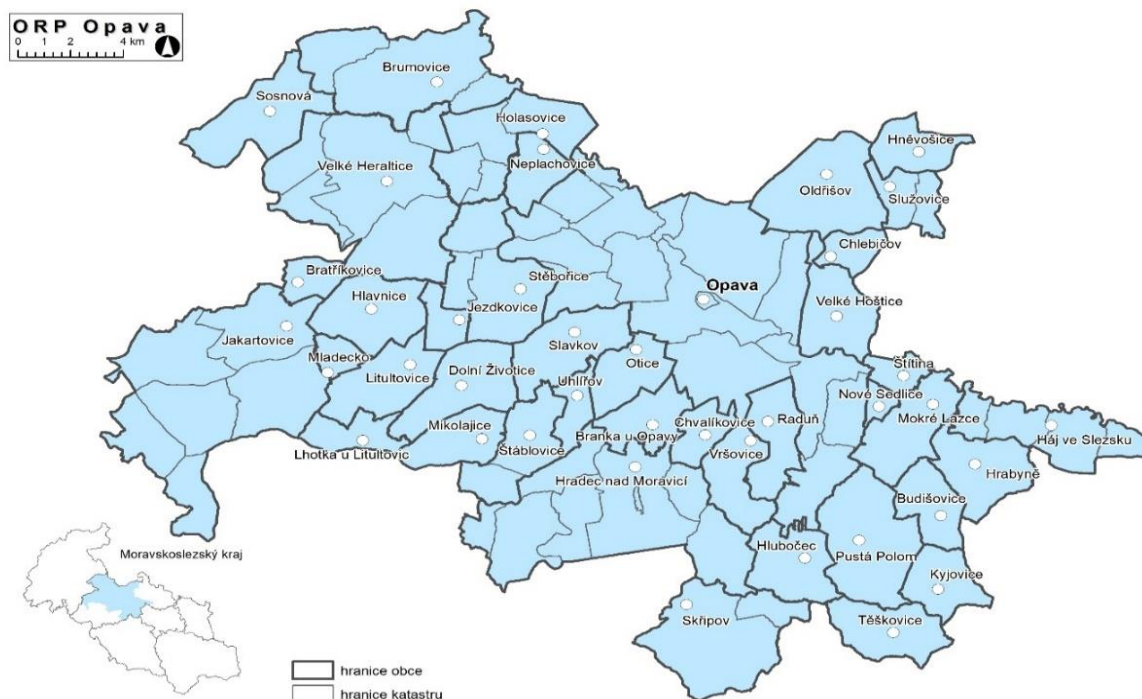 ORP Opava
0 1 2 4 km
Brumovice
Sosnová
Holasovice
Hněvošice
Neplachovice
Velké Heraltice
Oldřišov
Služovice
Chlebičov
Bratříkovice
Stěbořice
Opava
Hlavnice
Velké Hoštice
Jezdkovice
Jakartovice
Slavkov
Mladecko
Otice
Štítina
Litultovice
Dolní Životice
Uhlířov
Nové Sedlice
Mokré Lazce
Mikolajice
Branka u Opavy
Chvalíkovice
Raduň
Háj ve Slezsku
Lhotka u Litultovic
Štáblovice
Vršovice
Hrabyně
Hradec nad Moravicí
Budišovice
Moravskoslezský kraj
Hlubočec
Pustá Polom
Kyjovice
Skřipov
Těškovice
hranice obce
hranice katastru